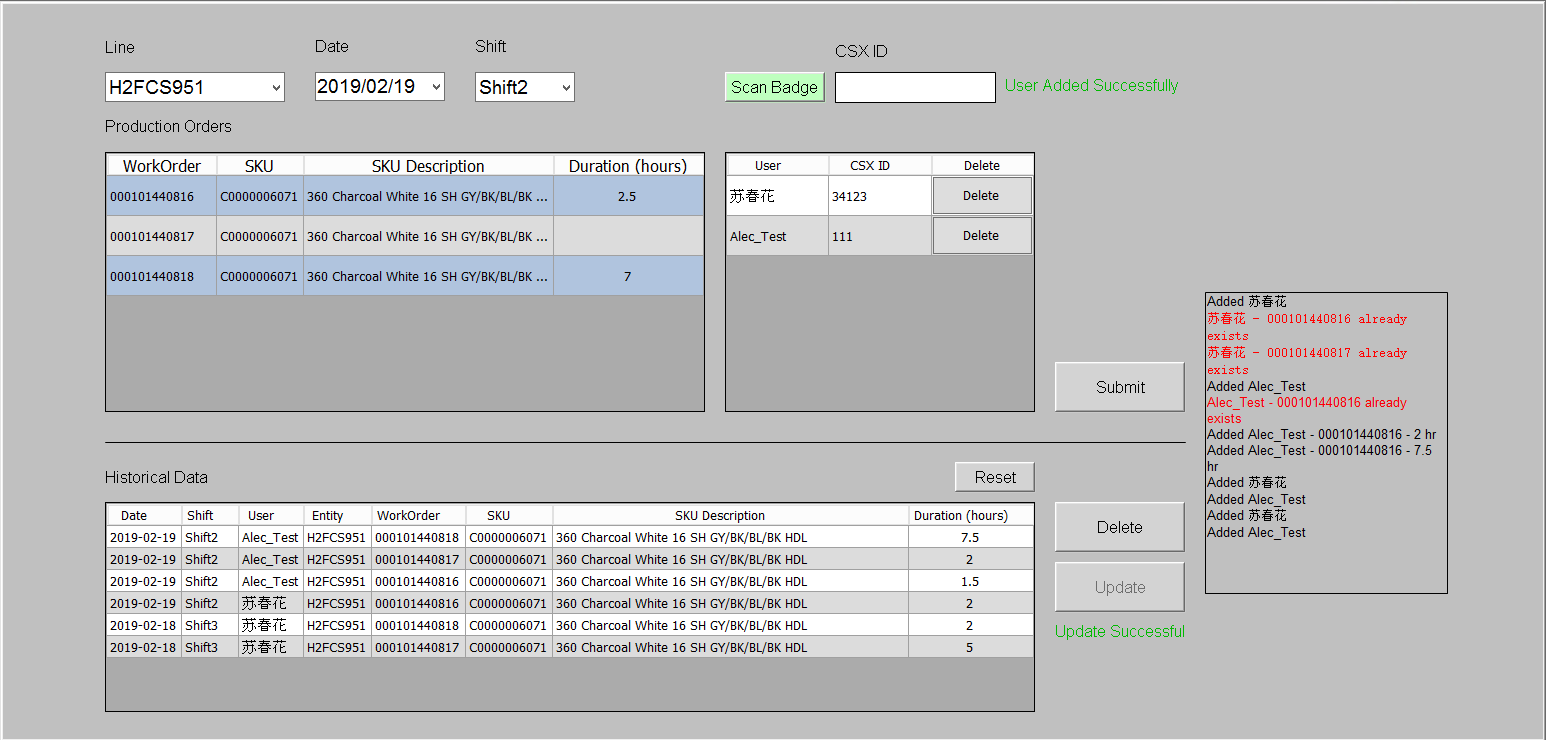 Line Date Shift CSX ID
H2FCS951 2019/02/19 Shift2 Scan Badge User Added Successfully
Production Orders
WorkOrder SKU SKU Description Duration (hours)
000101440816 C0000006071 360 Charcoal White 16 SH GY/BK/BL/BK ... 2.5
000101440817 C0000006071 360 Charcoal White 16 SH GY/BK/BL/BK ...
000101440818 C0000006071 360 Charcoal White 16 SH GY/BK/BL/BK ... 7
User CSX ID Delete
苏春花 34123 Delete
Alec_Test 111 Delete
Submit
Added 苏春花
苏春花 - 000101440816 already
exists
苏春花 - 000101440817 already
exists
Added Alec_Test
Alec_Test - 000101440816 already
exists
Added Alec_Test - 000101440816 - 2 hr
Added Alec_Test - 000101440816 - 7.5
hr
Added 苏春花
Added Alec_Test
Added 苏春花
Added Alec_Test
Historical Data Reset
Date Shift User Entity WorkOrder SKU SKU Description Duration (hours)
2019-02-19 Shift2 Alec_Test H2FCS951 000101440818 C0000006071 360 Charcoal White 16 SH GY/BK/BL/BK HDL 7.5
2019-02-19 Shift2 Alec_Test H2FCS951 000101440817 C0000006071 360 Charcoal White 16 SH GY/BK/BL/BK HDL 2
2019-02-19 Shift2 Alec_Test H2FCS951 000101440816 C0000006071 360 Charcoal White 16 SH GY/BK/BL/BK HDL 1.5
2019-02-19 Shift2 苏春花 H2FCS951 000101440816 C0000006071 360 Charcoal White 16 SH GY/BK/BL/BK HDL 2
2019-02-18 Shift3 苏春花 H2FCS951 000101440818 C0000006071 360 Charcoal White 16 SH GY/BK/BL/BK HDL 2
2019-02-18 Shift3 苏春花 H2FCS951 000101440817 C0000006071 360 Charcoal White 16 SH GY/BK/BL/BK HDL 5
Delete
Update
Update Successful